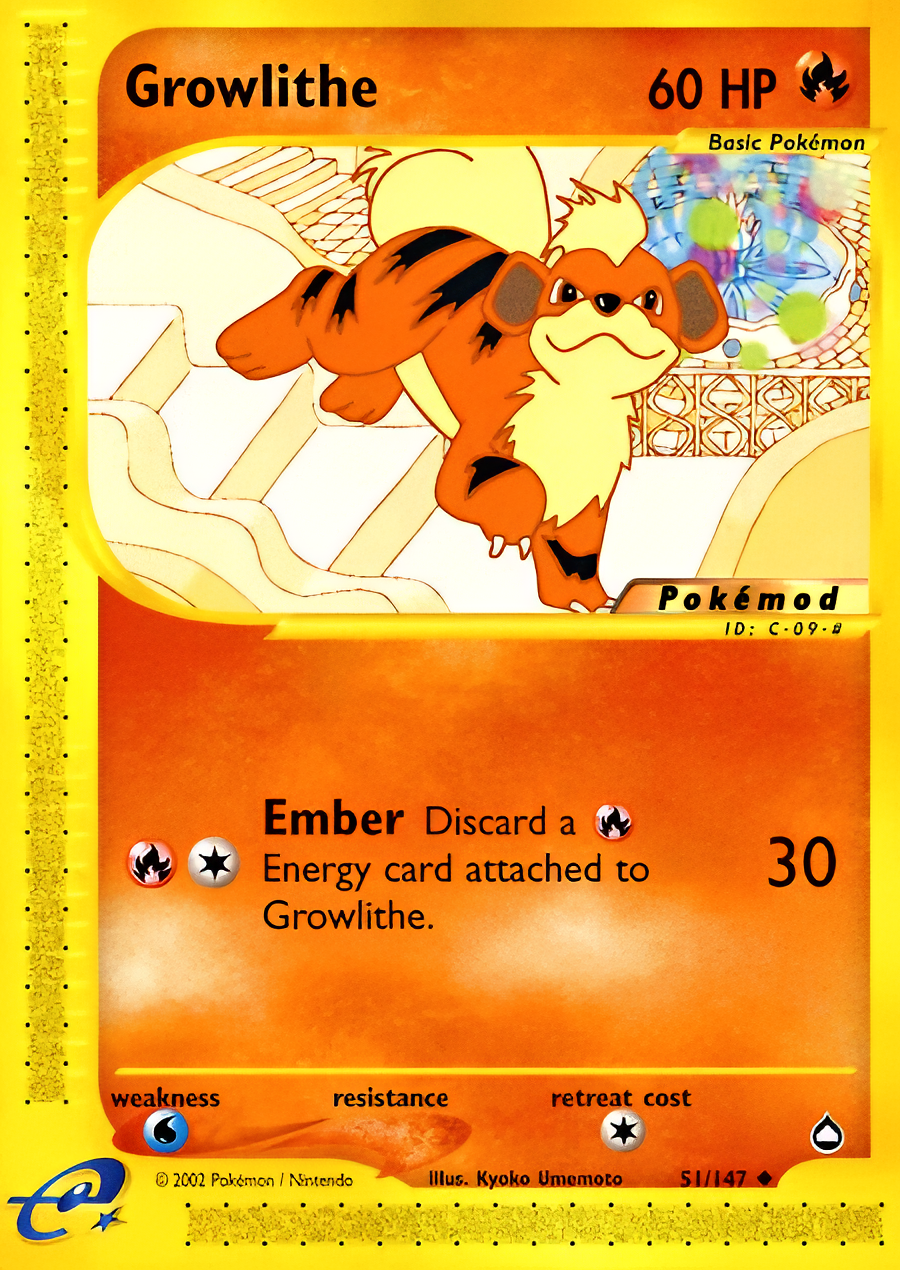 Growlithe 60 HP
Basic Pokémon
Pokémod
ID: C-09-#
Ember Discard a
Energy card attached to
Growlithe.
30
weakness resistance retreat cost
© 2002 Pokémon / Nintendo Illus. Kyoko Umemoto 51/147 ◆